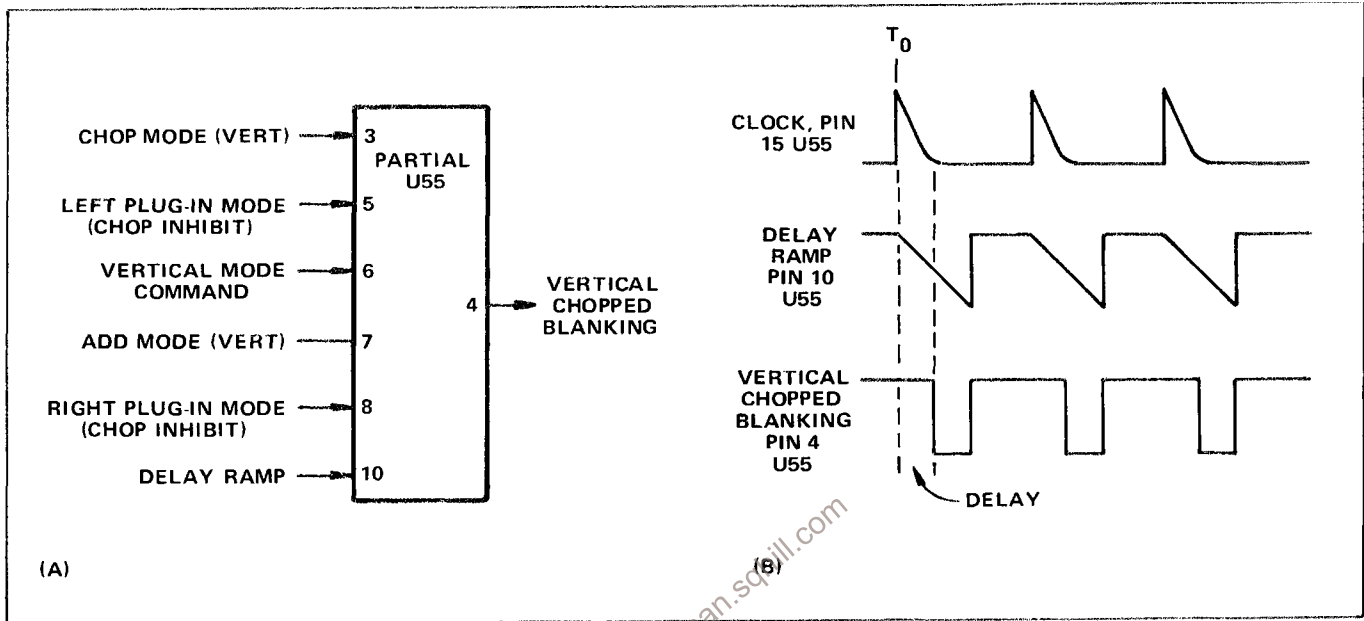 CHOP MODE (VERT)
LEFT PLUG-IN MODE
(CHOP INHIBIT)
VERTICAL MODE
COMMAND
ADD MODE (VERT)
RIGHT PLUG-IN MODE
(CHOP INHIBIT)
DELAY RAMP
3
PARTIAL
U55
5
6
7
8
10
4
VERTICAL
CHOPPED
BLANKING
(A)
T0
CLOCK, PIN
15 U55
DELAY
RAMP
PIN 10
U55
VERTICAL
CHOPPED
BLANKING
PIN 4
U55
DELAY
(B)